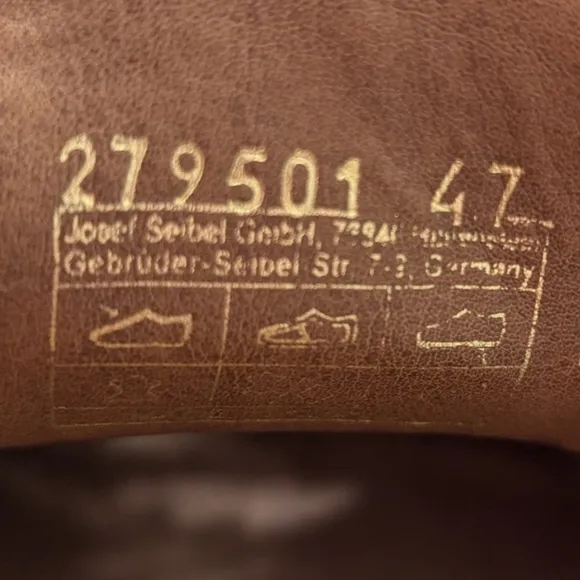 279501 47
Josef Seibel GmbH,
Gebrüder-Seibel Str. 7-9, Germany